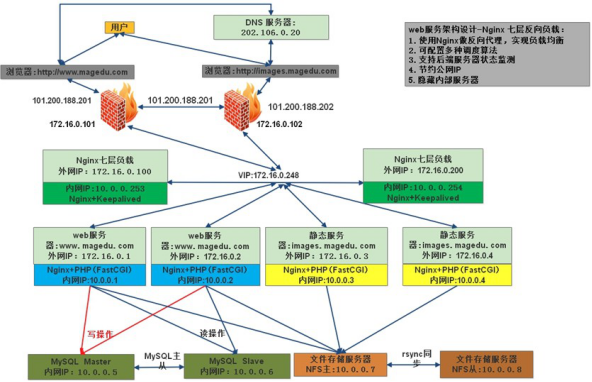 DNS 服务器:
202.106.0.20
用户
web服务架构设计-Nginx 七层反向负载:
1. 使用Nginx做反向代理，实现负载均衡
2. 可配置多种调度算法
3. 支持后端服务器状态监测
4. 节约公网IP
5. 隐藏内部服务器
浏览器:http://www.magedu.com
浏览器:http://images.magedu.com
101.200.188.201
101.200.188.201
101.200.188.202
172.16.0.101
172.16.0.102
Nginx七层负载
外网IP: 172.16.0.100
内网IP:10.0.0.253
Nginx+Keepalived
VIP:172.16.0.248
Nginx七层负载
外网IP:172.16.0.200
内网IP:10.0.0.254
Nginx+Keepalived
web服务
器:www.magedu.com
外网IP:172.16.0.1
Nginx+PHP(FastCGI)
内网IP:10.0.0.1
web服务
器:www.magedu.com
外网IP:172.16.0.2
Nginx+PHP(FastCGI)
内网IP:10.0.0.2
静态服务
器:images.magedu.com
外网IP:172.16.0.3
Nginx+PHP(FastCGI)
内网IP:10.0.0.3
静态服务
器:images.magedu.com
外网IP:172.16.0.4
Nginx+PHP(FastCGI)
内网IP:10.0.0.4
写操作
读操作
MySQL Master
内网IP:10.0.0.5
MySQL主
从
MySQL Slave
内网IP:10.0.0.6
文件存储服务器
NFS主:10.0.0.7
rsync同
步
文件存储服务器
NFS从:10.0.0.8